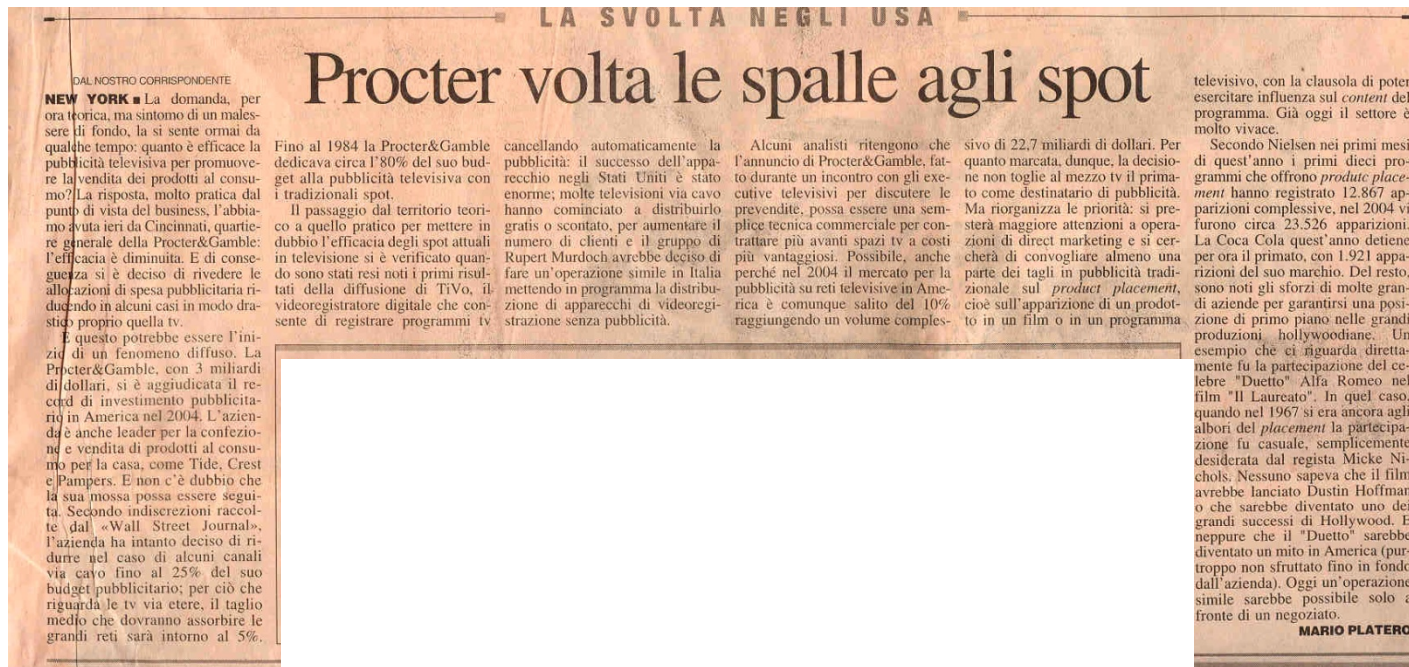 LA SVOLTA NEGLI USA
Procter volta le spalle agli spot
DAL NOSTRO CORRISPONDENTE
NEW YORK ■ La domanda, per
ora teorica, ma sintomo di un males-
sere di fondo, la si sente ormai da
qualche tempo: quanto è efficace la
pubblicità televisiva per promuove-
re la vendita dei prodotti al consu-
mo? La risposta, molto pratica dal
punto di vista del business, l'abbia-
mo avuta ieri da Cincinnati, quartie-
re generale della Procter&Gamble:
l'efficacia è diminuita. E di conse-
guenza si è deciso di rivedere le
allocazioni di spesa pubblicitaria ri-
ducendo in alcuni casi in modo dra-
stico proprio quella tv.
E questo potrebbe essere l'ini-
zio di un fenomeno diffuso. La
Procter&Gamble, con 3 miliardi
di dollari, si è aggiudicata il re-
cord di investimento pubblicita-
rio in America nel 2004. L'azien-
da è anche leader per la confezio-
ne e vendita di prodotti al consu-
mo per la casa, come Tide, Crest
e Pampers. E non c'è dubbio che
la sua mossa possa essere segui-
ta. Secondo indiscrezioni raccol-
te dal «Wall Street Journal»,
l'azienda ha intanto deciso di ri-
durre nel caso di alcuni canali
via cavo fino al 25% del suo
budget pubblicitario; per ciò che
riguarda le tv via etere, il taglio
medio che dovranno assorbire le
grandi reti sarà intorno al 5%.
Fino al 1984 la Procter&Gamble
dedicava circa l'80% del suo bud-
get alla pubblicità televisiva con
i tradizionali spot.
Il passaggio dal territorio teori-
co a quello pratico per mettere in
dubbio l'efficacia degli spot attuali
in televisione si è verificato quan-
do sono stati resi noti i primi risul-
tati della diffusione di TiVo, il
videoregistratore digitale che con-
sente di registrare programmi tv
cancellando automaticamente la
pubblicità: il successo dell'appa-
recchio negli Stati Uniti è stato
enorme; molte televisioni via cavo
hanno cominciato a distribuirlo
gratis o scontato, per aumentare il
numero di clienti e il gruppo di
Rupert Murdoch avrebbe deciso di
fare un'operazione simile in Italia
mettendo in programma la distribu-
zione di apparecchi di videoregi-
strazione senza pubblicità.
Alcuni analisti ritengono che
l'annuncio di Procter&Gamble, fat-
to durante un incontro con gli exe-
cutive televisivi per discutere le
prevendite, possa essere una sem-
plice tecnica commerciale per con-
trattare più avanti spazi tv a costi
più vantaggiosi. Possibile, anche
perché nel 2004 il mercato per la
pubblicità su reti televisive in Ame-
rica è comunque salito del 10%
raggiungendo un volume comples-
sivo di 22,7 miliardi di dollari. Per
quanto marcata, dunque, la decisio-
ne non toglie al mezzo tv il prima-
to come destinatario di pubblicità.
Ma riorganizza le priorità: si pre-
sterà maggiore attenzioni a opera-
zioni di direct marketing e si cer-
cherà di convogliare almeno una
parte dei tagli in pubblicità tradi-
zionale sul product placement,
cioè sull'apparizione di un prodot-
to in un film o in un programma
televisivo, con la clausola di poter
esercitare influenza sul content del
programma. Già oggi il settore è
molto vivace.
Secondo Nielsen nei primi mesi
di quest'anno i primi dieci pro-
grammi che offrono produtc place-
ment hanno registrato 12.867 ap-
parizioni complessive, nel 2004 vi
furono circa 23.526 apparizioni.
La Coca Cola quest'anno detiene
per ora il primato, con 1.921 appa-
rizioni del suo marchio. Del resto,
sono noti gli sforzi di molte gran-
di aziende per garantirsi una posi-
zione di primo piano nelle grandi
produzioni hollywoodiane. Un
esempio che ci riguarda diretta-
mente fu la partecipazione del ce-
lebre "Duetto" Alfa Romeo nel
film "Il Laureato". In quel caso,
quando nel 1967 si era ancora agli
albori del placement la partecipa-
zione fu casuale, semplicemente
desiderata dal regista Micke Ni-
chols. Nessuno sapeva che il film
avrebbe lanciato Dustin Hoffman
o che sarebbe diventato uno dei
grandi successi di Hollywood. E
neppure che il "Duetto" sarebbe
diventato un mito in America (pur-
troppo non sfruttato fino in fondo
dall'azienda). Oggi un'operazione
simile sarebbe possibile solo a
fronte di un negoziato.
MARIO PLATERO